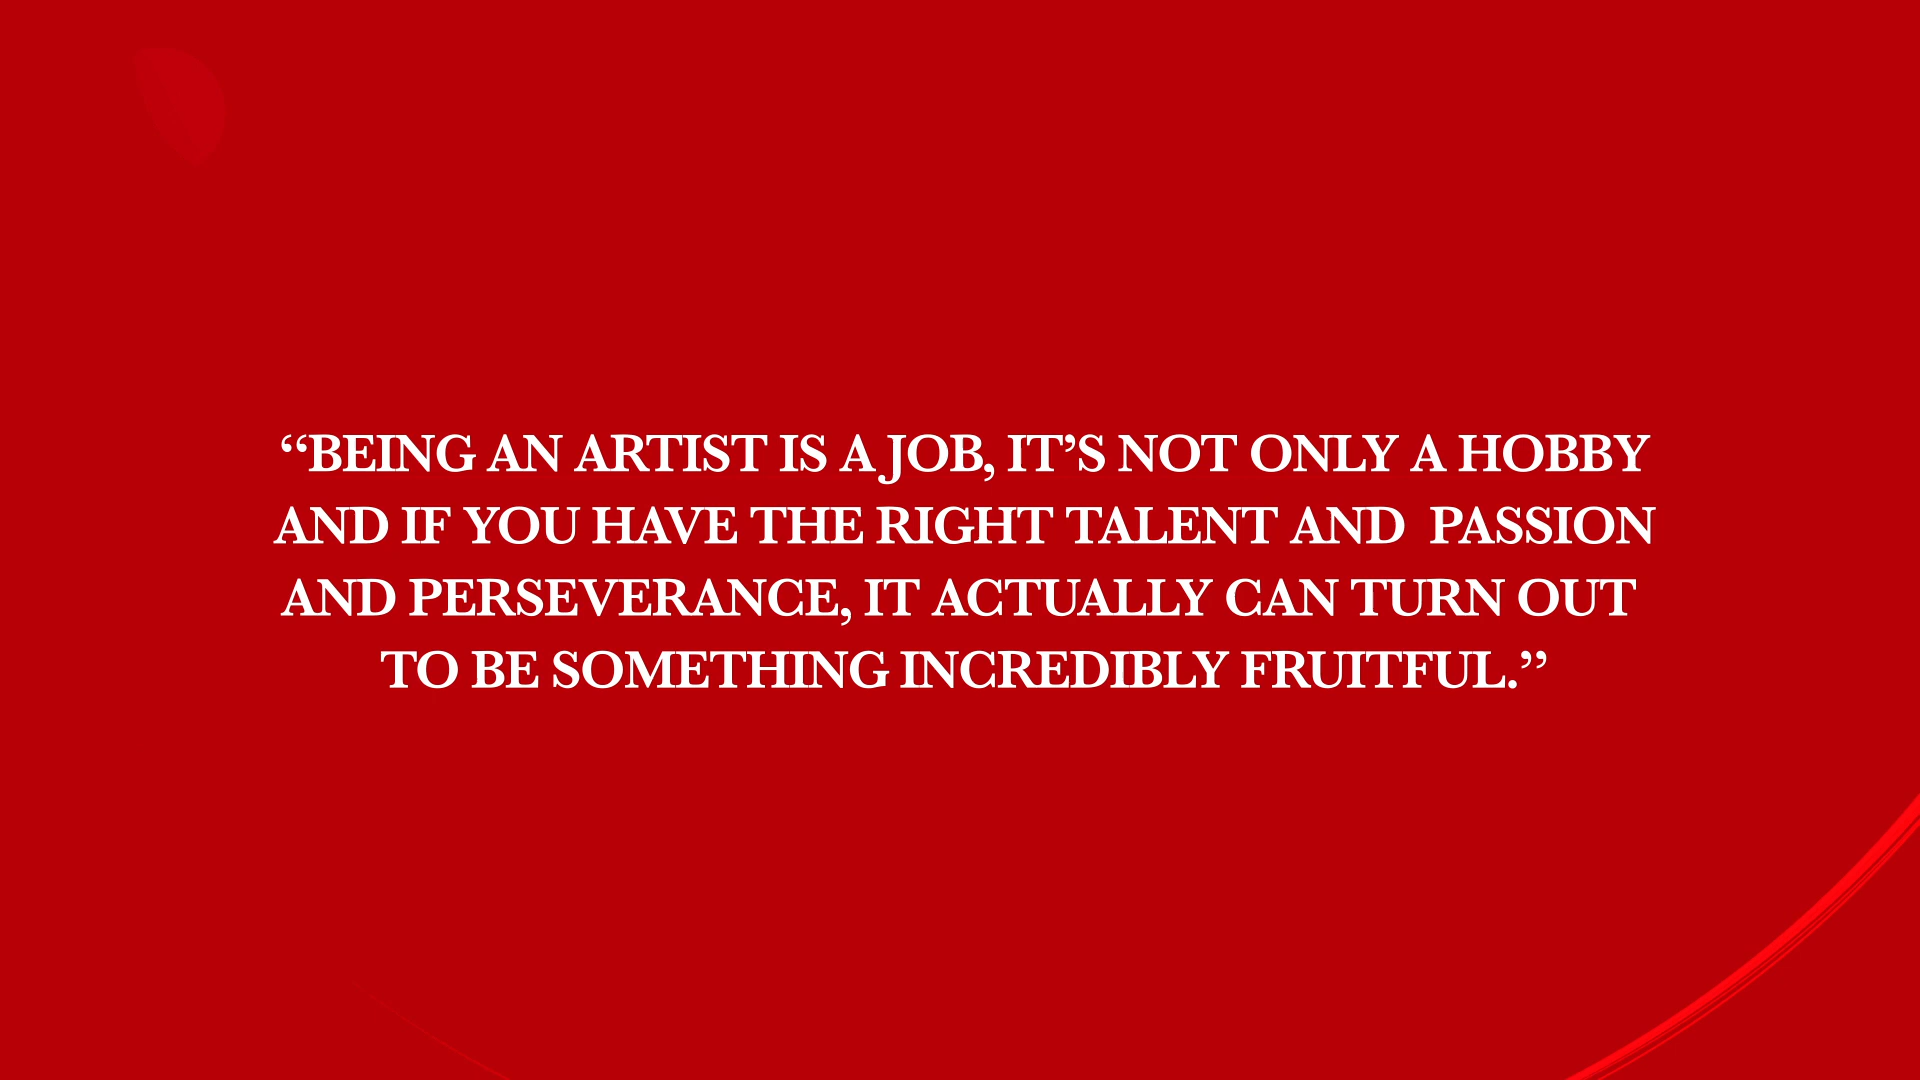 “BEING AN ARTIST IS A JOB, IT’S NOT ONLY A HOBBY
AND IF YOU HAVE THE RIGHT TALENT AND  PASSION
AND PERSEVERANCE, IT ACTUALLY CAN TURN OUT
TO BE SOMETHING INCREDIBLY FRUITFUL.”